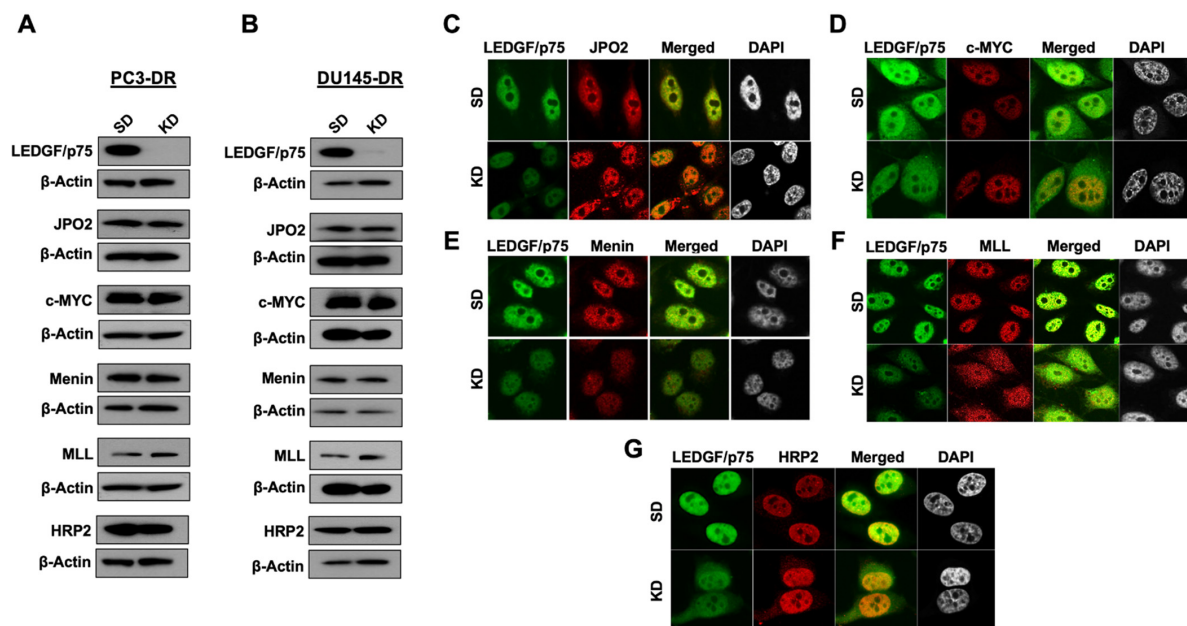 A
PC3-DR
SD KD
LEDGF/p75
β-Actin
JPO2
β-Actin
c-MYC
β-Actin
Menin
β-Actin
MLL
β-Actin
HRP2
β-Actin
B
DU145-DR
SD KD
LEDGF/p75
β-Actin
JPO2
β-Actin
c-MYC
β-Actin
Menin
β-Actin
MLL
β-Actin
HRP2
β-Actin
C
LEDGF/p75 JPO2 Merged DAPI
SD
KD
D
LEDGF/p75 c-MYC Merged DAPI
SD
KD
E
LEDGF/p75 Menin Merged DAPI
SD
KD
F
LEDGF/p75 MLL Merged DAPI
SD
KD
G
LEDGF/p75 HRP2 Merged DAPI
SD
KD